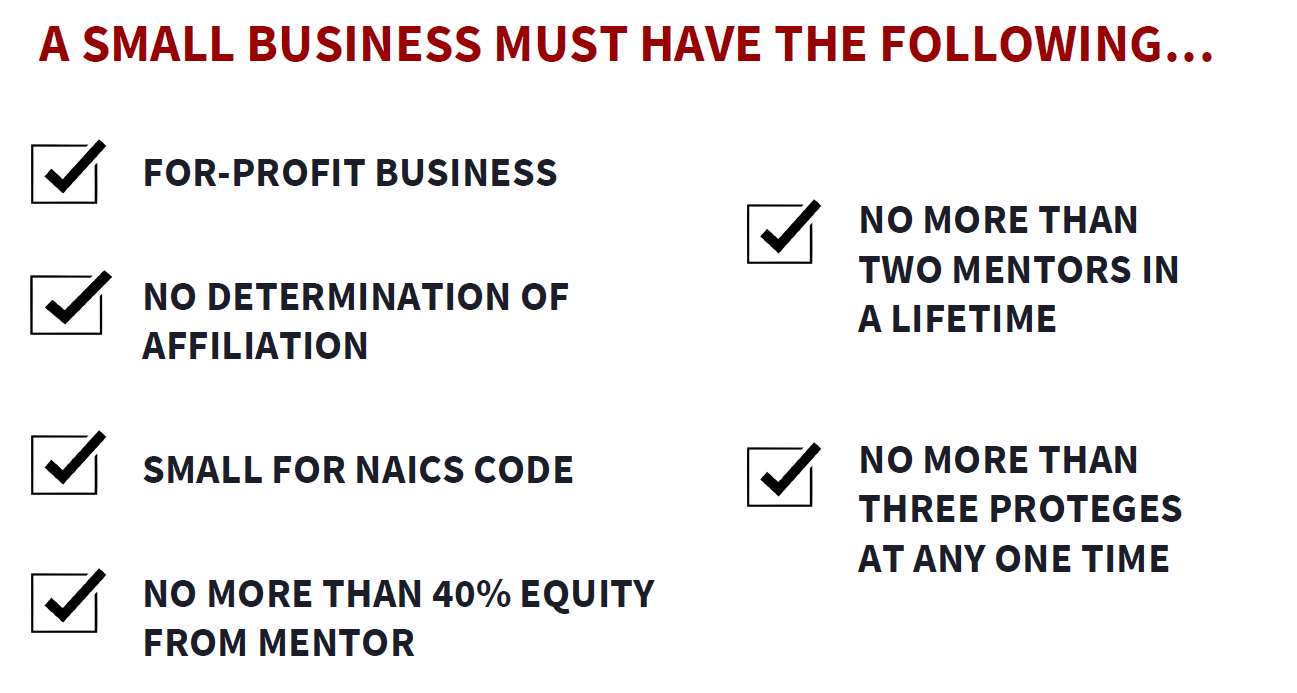 A SMALL BUSINESS MUST HAVE THE FOLLOWING...
FOR-PROFIT BUSINESS
NO DETERMINATION OF
AFFILIATION
SMALL FOR NAICS CODE
NO MORE THAN 40% EQUITY
FROM MENTOR
NO MORE THAN
TWO MENTORS IN
A LIFETIME
NO MORE THAN
THREE PROTEGES
AT ANY ONE TIME